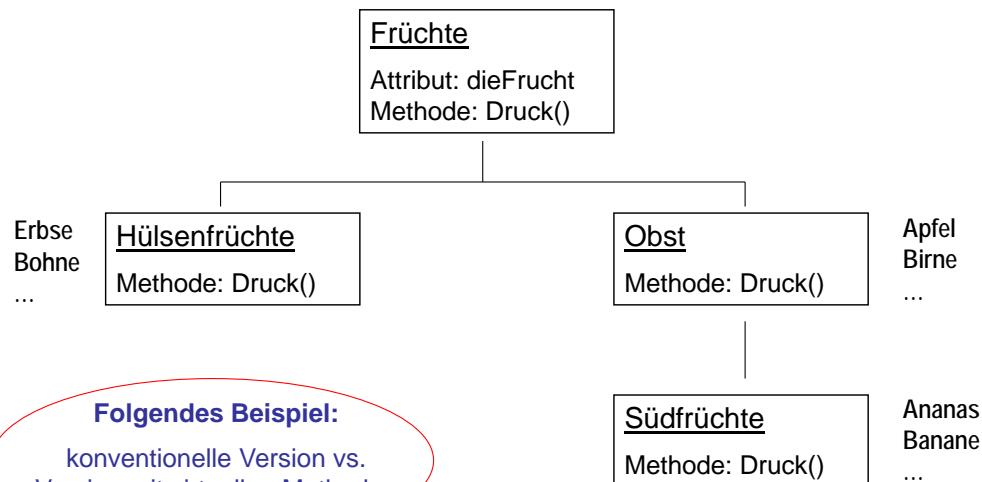 Früchte
Attribut: dieFrucht
Methode: Druck()
Erbse
Bohne
...
Hülsenfrüchte
Methode: Druck()
Obst
Methode: Druck()
Apfel
Birne
...
Folgendes Beispiel:
konventionelle Version vs.
Südfrüchte
Methode: Druck()
Ananas
Banane
...